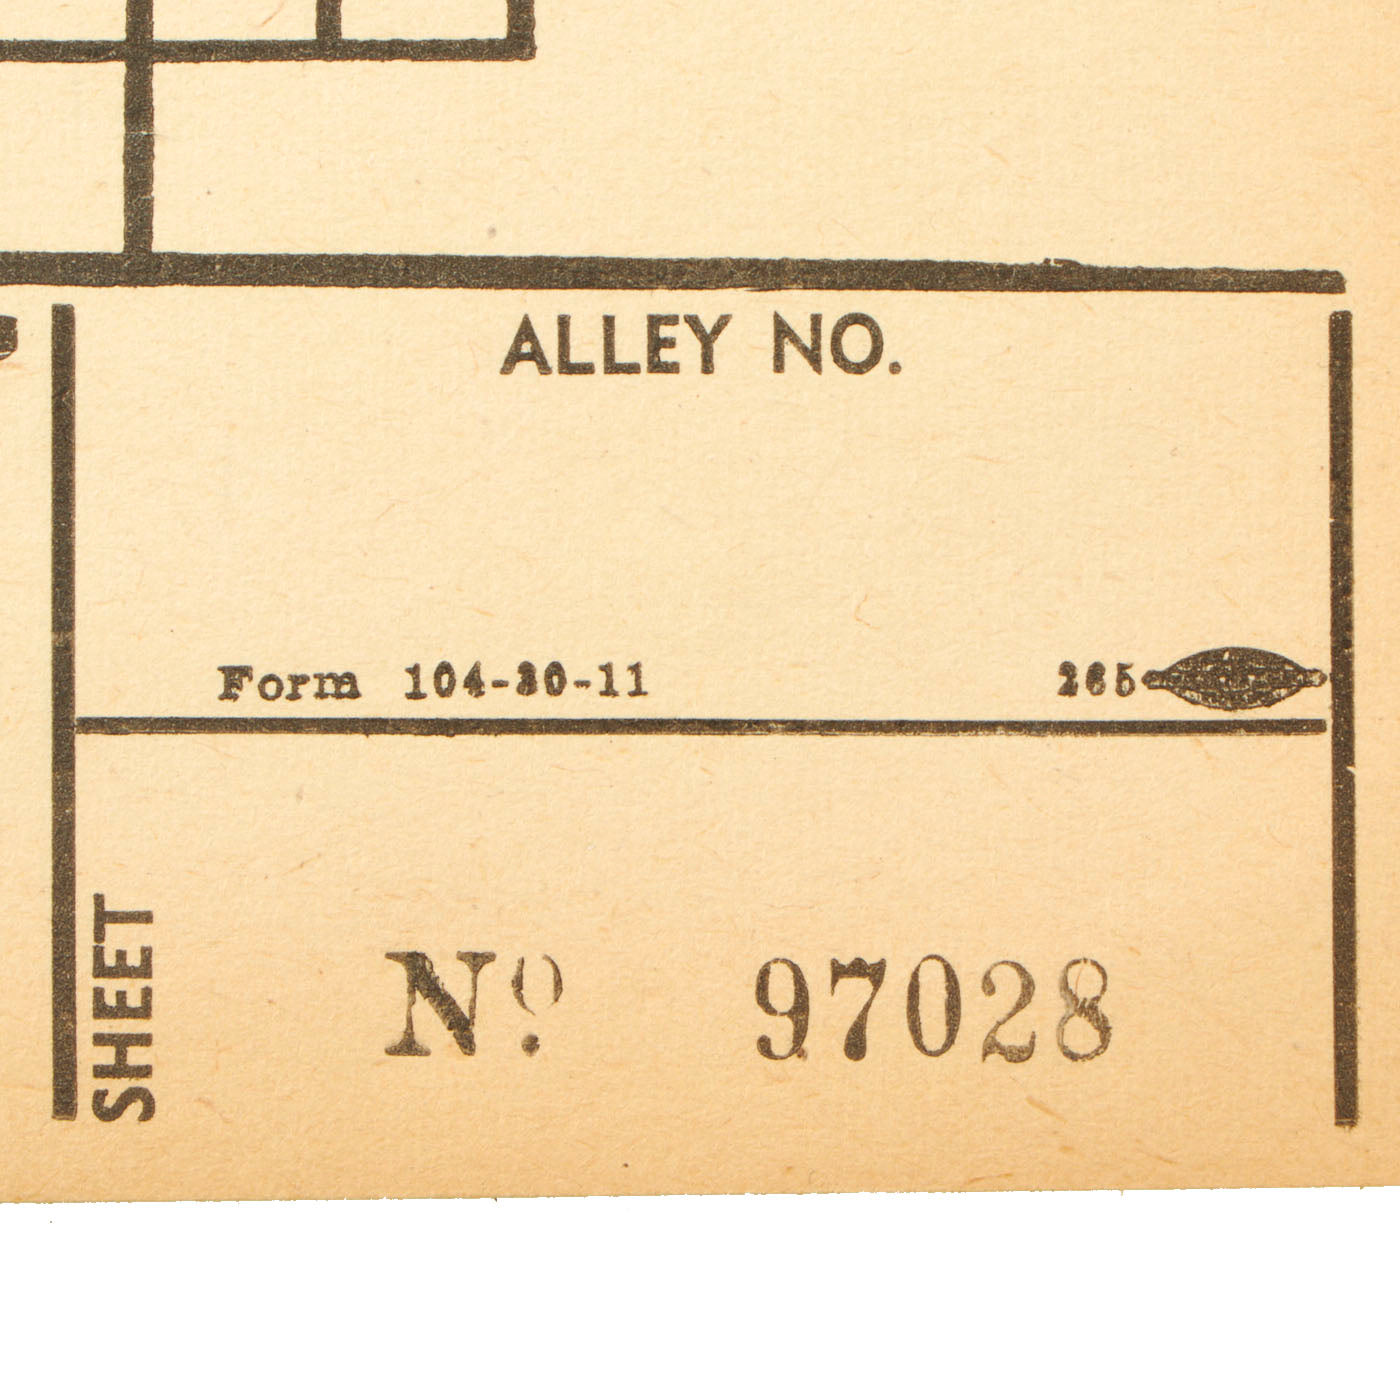 ALLEY NO.
Form 104-30-11
265
SHEET
Nº 97028